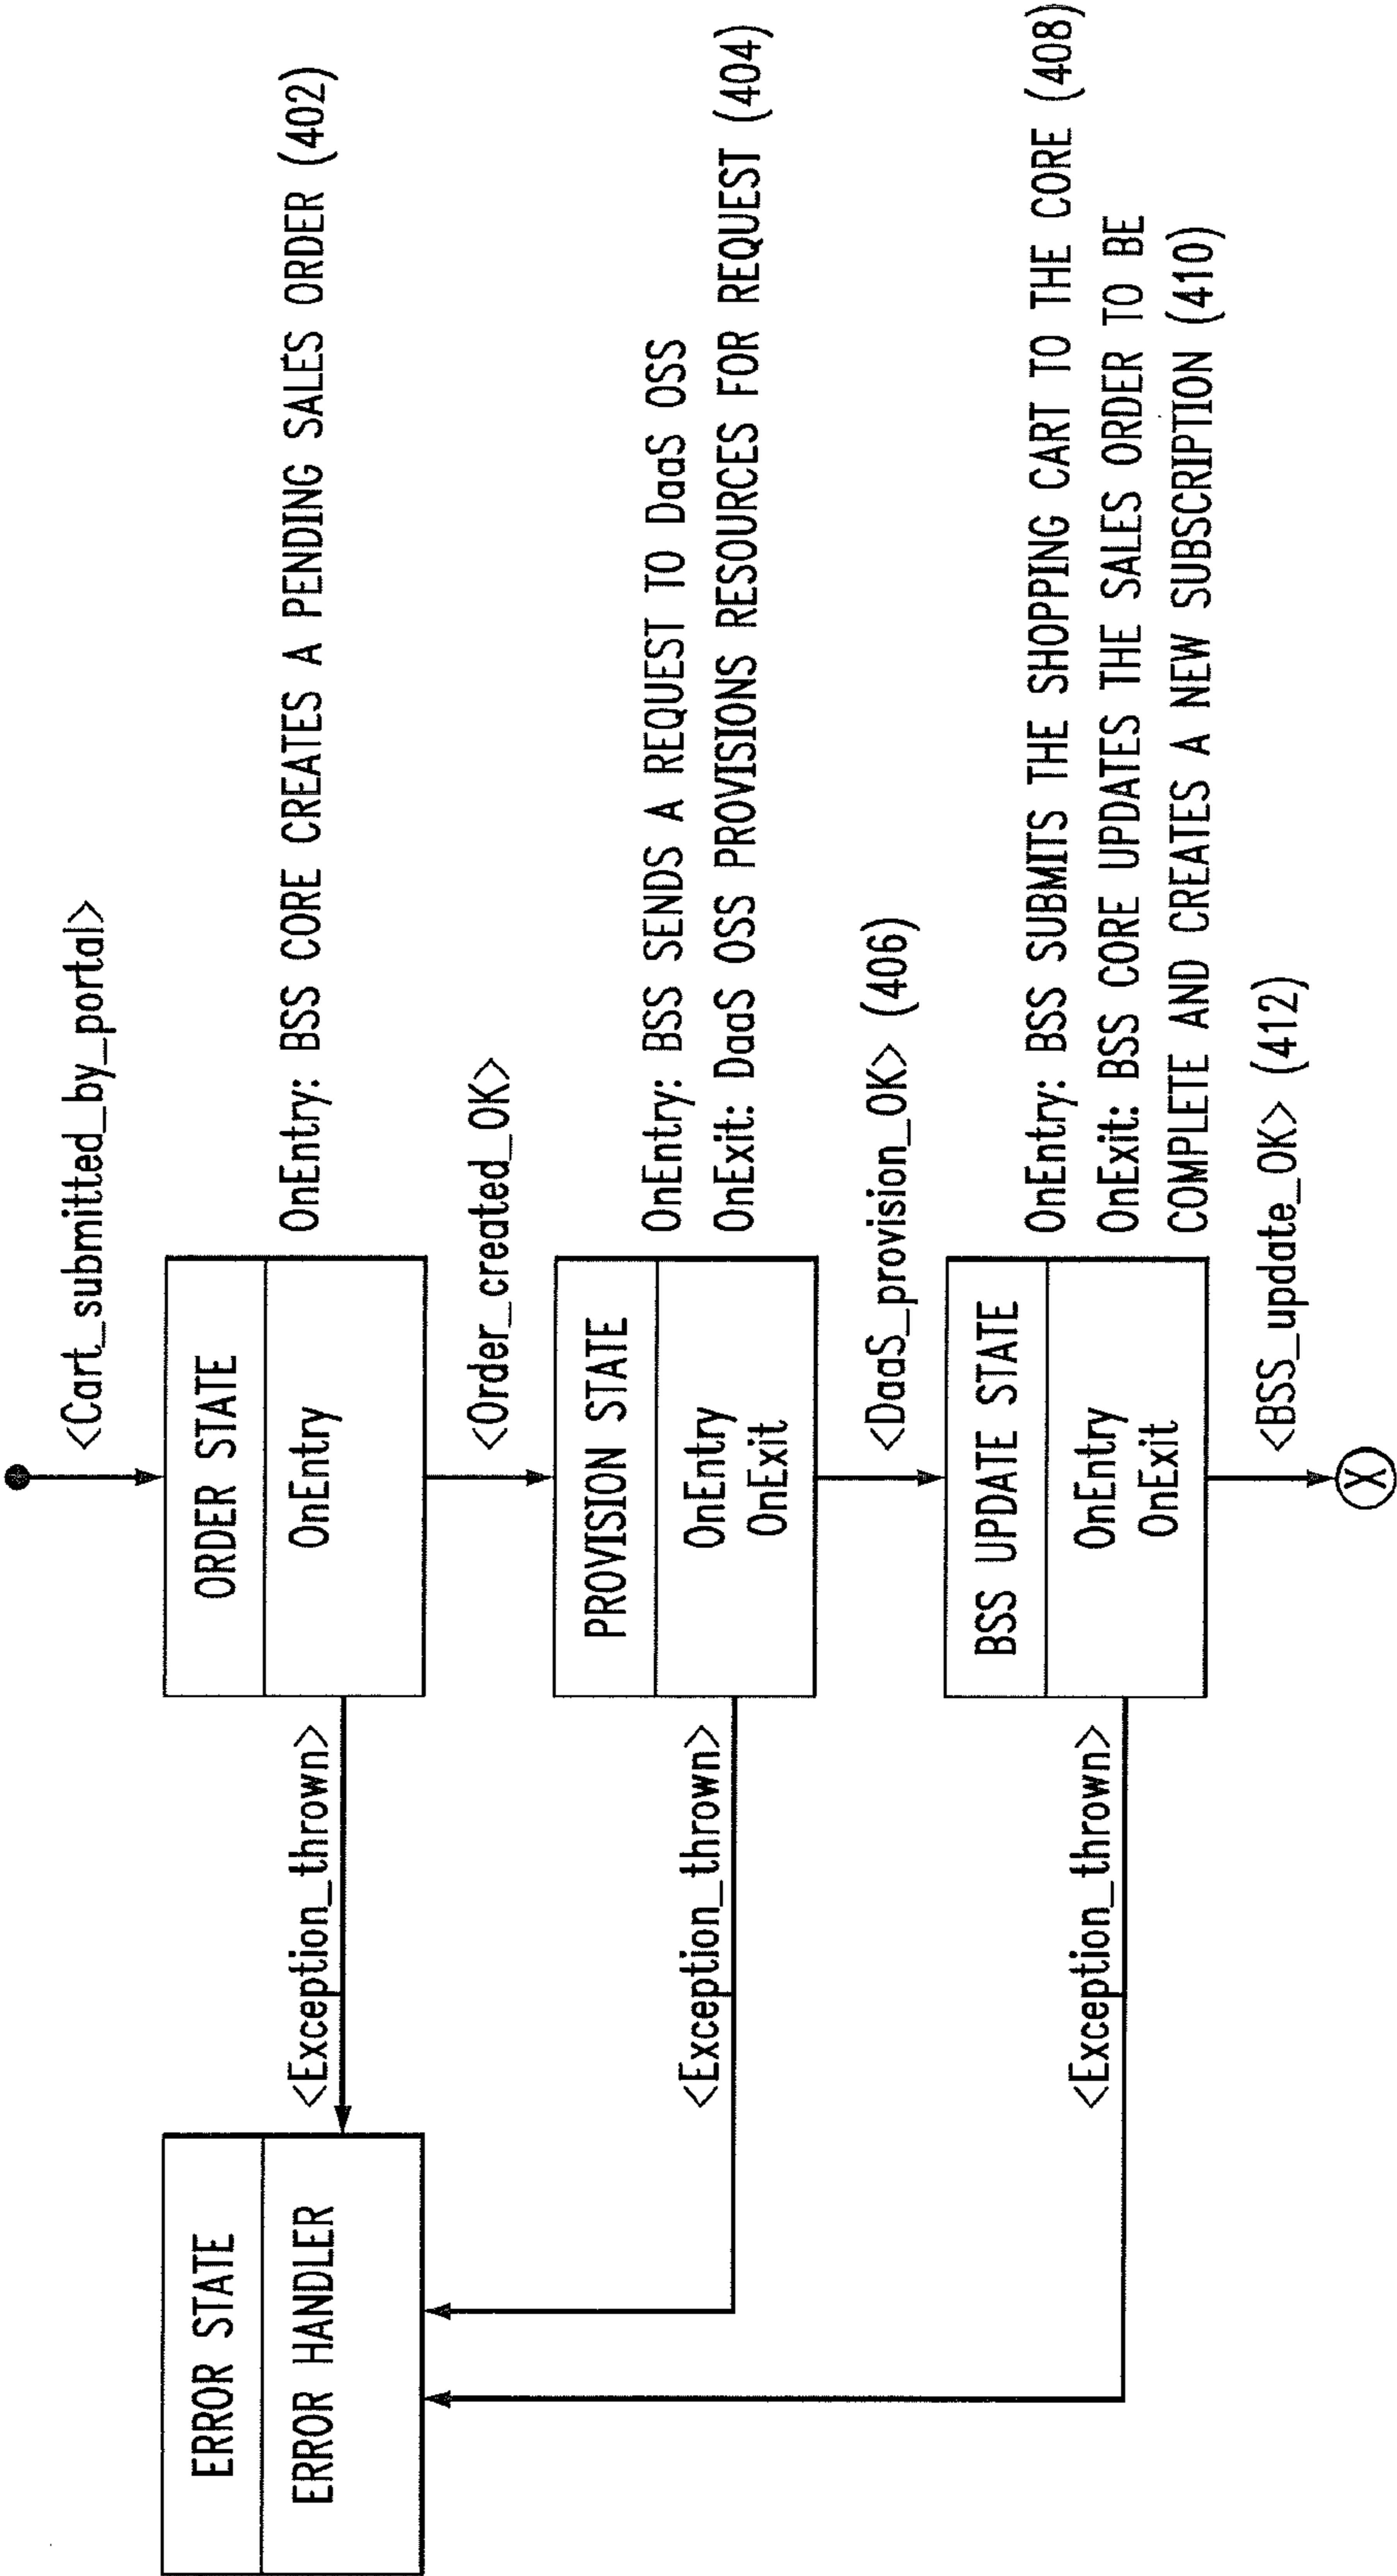 <Cart_submitted_by_portal>
ERROR STATE
ERROR HANDLER
<Exception_thrown>
ORDER STATE
OnEntry
OnEntry: BSS CORE CREATES A PENDING SALES ORDER (402)
<Order_created_OK>
<Exception_thrown>
PROVISION STATE
OnEntry
OnExit
OnEntry: BSS SENDS A REQUEST TO DaaS OSS
OnExit: DaaS OSS PROVISIONS RESOURCES FOR REQUEST (404)
<DaaS_provision_OK> (406)
<Exception_thrown>
BSS UPDATE STATE
OnEntry
OnExit
OnEntry: BSS SUBMITS THE SHOPPING CART TO THE CORE (408)
OnExit: BSS CORE UPDATES THE SALES ORDER TO BE
COMPLETE AND CREATES A NEW SUBSCRIPTION (410)
<BSS_update_OK> (412)
X